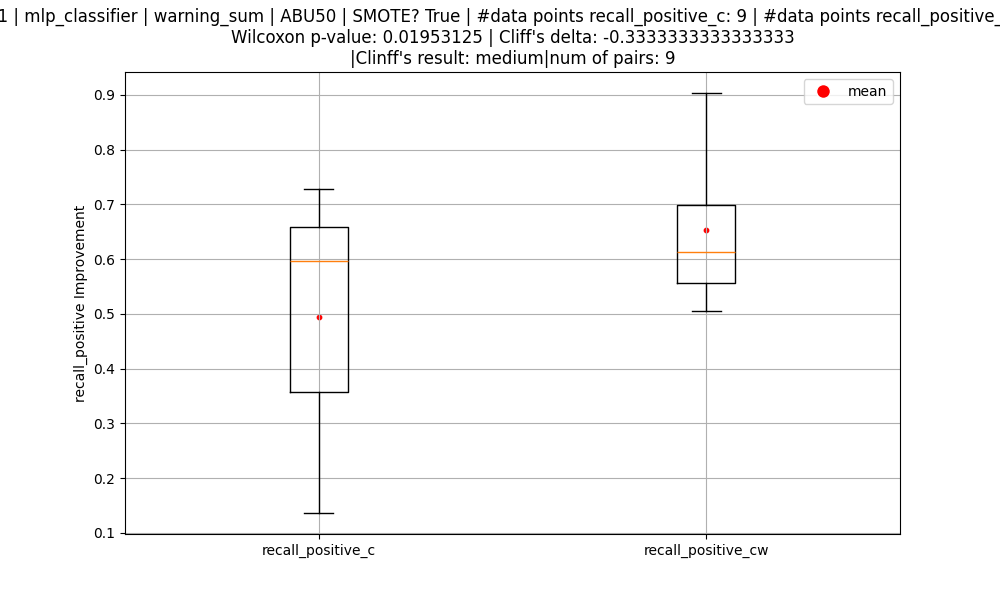 1 | mlp_classifier | warning_sum | ABU50 | SMOTE? True | #data points recall_positive_c: 9 | #data points recall_positive_
Wilcoxon p-value: 0.01953125 | Cliff's delta: -0.3333333333333333
|Clinff's result: medium|num of pairs: 9
mean
0.9
0.8
0.7
0.6
0.5
0.4
0.3
0.2
0.1
recall_positive Improvement
recall_positive_c
recall_positive_cw